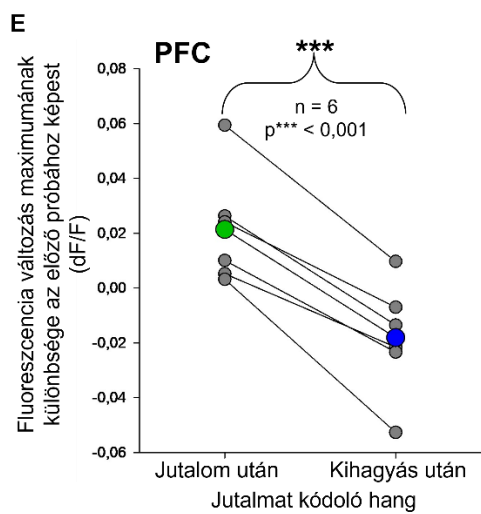 E
PFC
***
n = 6
p*** < 0,001
Fluoreszcencia változás maximumának
különbsége az előző próbához képest
(dF/F)
0,08
0,06
0,04
0,02
0,00
-0,02
-0,04
-0,06
Jutalom után
Kihagyás után
Jutalmat kódoló hang